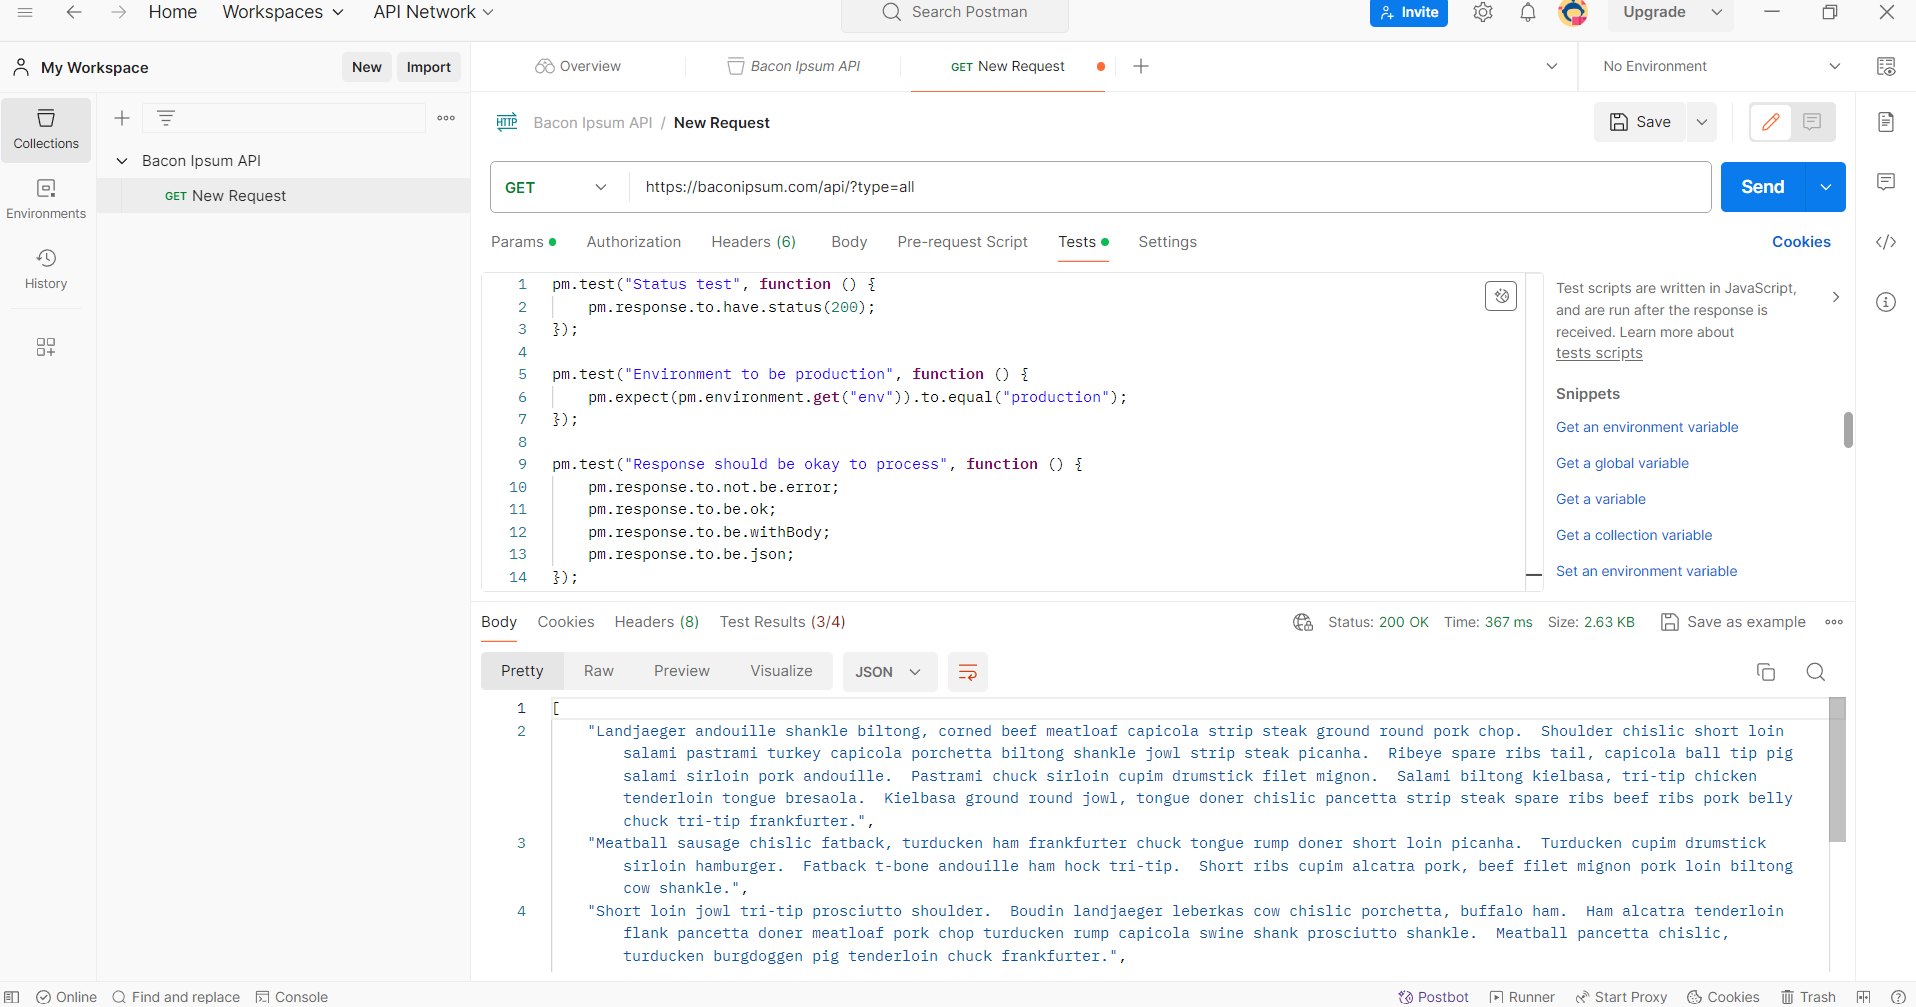 Home Workspaces API Network Search Postman Invite Upgrade
My Workspace New Import Overview Bacon Ipsum API GET New Request No Environment
Collections
Environments
History
Bacon Ipsum API
GET New Request
HTTP Bacon Ipsum API / New Request Save
GET https://baconipsum.com/api/?type=all Send
Params Authorization Headers (6) Body Pre-request Script Tests Settings Cookies
1 pm.test("Status test", function () {
2 pm.response.to.have.status(200);
3 });
4
5 pm.test("Environment to be production", function () {
6 pm.expect(pm.environment.get("env")).to.equal("production");
7 });
8
9 pm.test("Response should be okay to process", function () {
10 pm.response.to.not.be.error;
11 pm.response.to.be.ok;
12 pm.response.to.be.withBody;
13 pm.response.to.be.json;
14 });
Test scripts are written in JavaScript,
and are run after the response is
received. Learn more about
tests scripts
Snippets
Get an environment variable
Get a global variable
Get a variable
Get a collection variable
Set an environment variable
Body Cookies Headers (8) Test Results (3/4) Status: 200 OK Time: 367 ms Size: 2.63 KB Save as example
Pretty Raw Preview Visualize JSON
1 [
2 "Landjaeger andouille shankle biltong, corned beef meatloaf capicola strip steak ground round pork chop.  Shoulder chislic short loin
salami pastrami turkey capicola porchetta biltong shankle jowl strip steak picanha.  Ribeye spare ribs tail, capicola ball tip pig
salami sirloin pork andouille.  Pastrami chuck sirloin cupim drumstick filet mignon.  Salami biltong kielbasa, tri-tip chicken
tenderloin tongue bresaola.  Kielbasa ground round jowl, tongue doner chislic pancetta strip steak spare ribs beef ribs pork belly
chuck tri-tip frankfurter.",
3 "Meatball sausage chislic fatback, turducken ham frankfurter chuck tongue rump doner short loin picanha.  Turducken cupim drumstick
sirloin hamburger.  Fatback t-bone andouille ham hock tri-tip.  Short ribs cupim alcatra pork, beef filet mignon pork loin biltong
cow shankle.",
4 "Short loin jowl tri-tip prosciutto shoulder.  Boudin landjaeger leberkas cow chislic porchetta, buffalo ham.  Ham alcatra tenderloin
flank pancetta doner meatloaf pork chop turducken rump capicola swine shank prosciutto shankle.  Meatball pancetta chislic,
turducken burgdoggen pig tenderloin chuck frankfurter.",
Online Find and replace Console Postbot Runner Start Proxy Cookies Trash